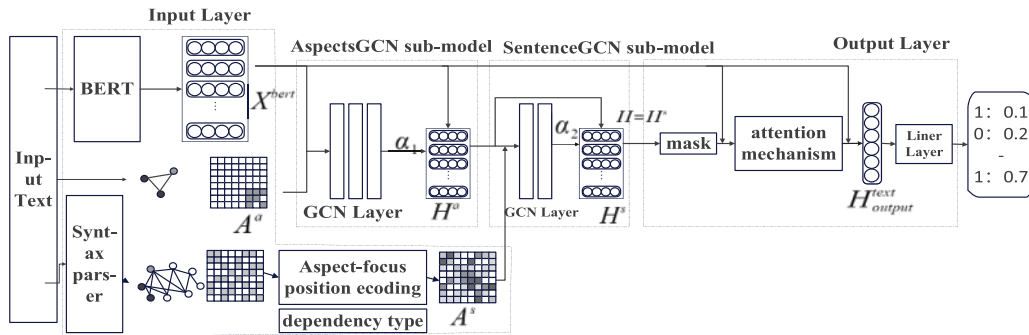 Input Layer
AspectsGCN sub-model
SentenceGCN sub-model
Output Layer
BERT
X^bert
Inp-
ut
Text
α_1
GCN Layer
H^a
A^a
α_2
GCN Layer
H^s
H=H^s
mask
attention
mechanism
H^text_output
Liner
Layer
1: 0.1
0: 0.2
-
1: 0.7
Synt-
ax
pars-
er
Aspect-focus
position ecoding
dependency type
A^s